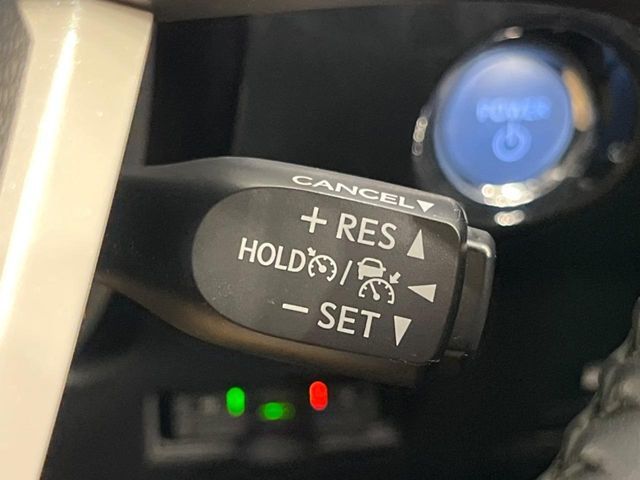 CANCEL▼
+ RES ▲
HOLD / ◀
− SET ▼
POWER